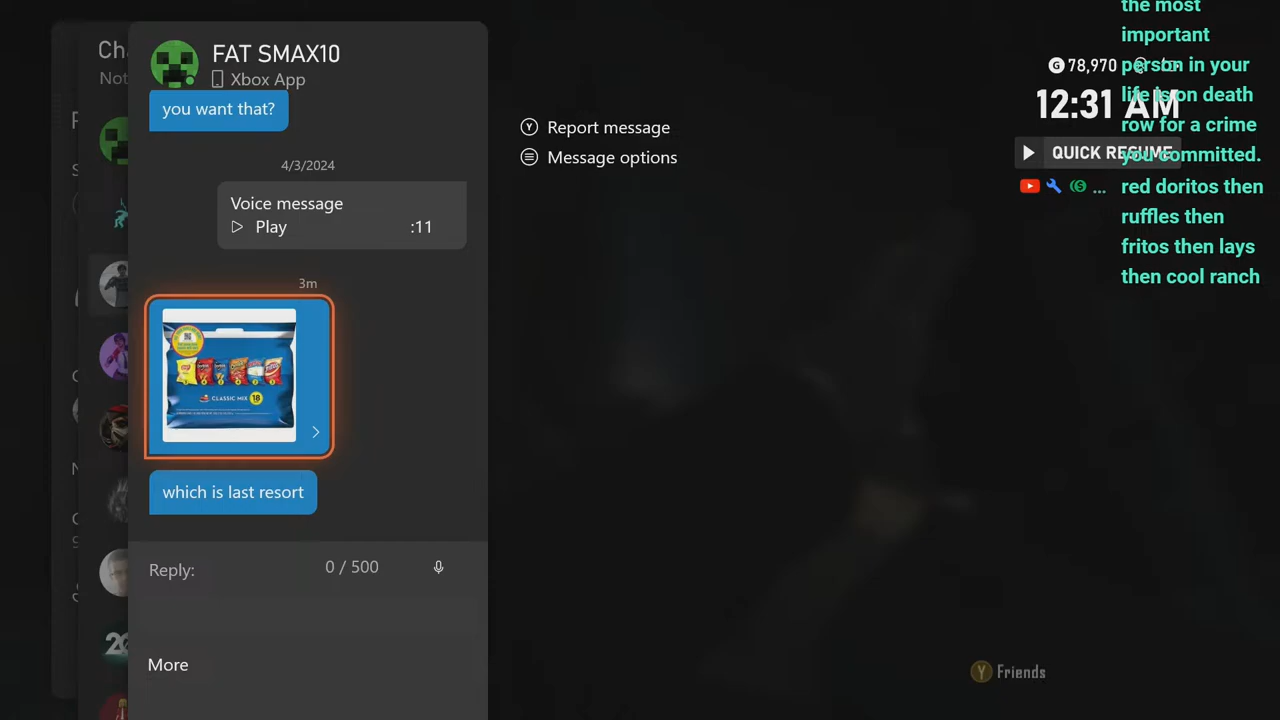 Cha
Not
FAT SMAX10
Xbox App
you want that?
4/3/2024
Voice message
Play :11
3m
CLASSIC MIX 18
which is last resort
Reply: 0 / 500
More
Report message
Message options
78,970
12:31 AM
QUICK RESUME
...
the most
important
person in your
life is on death
row for a crime
you committed.
red doritos then
ruffles then
fritos then lays
then cool ranch
Y Friends